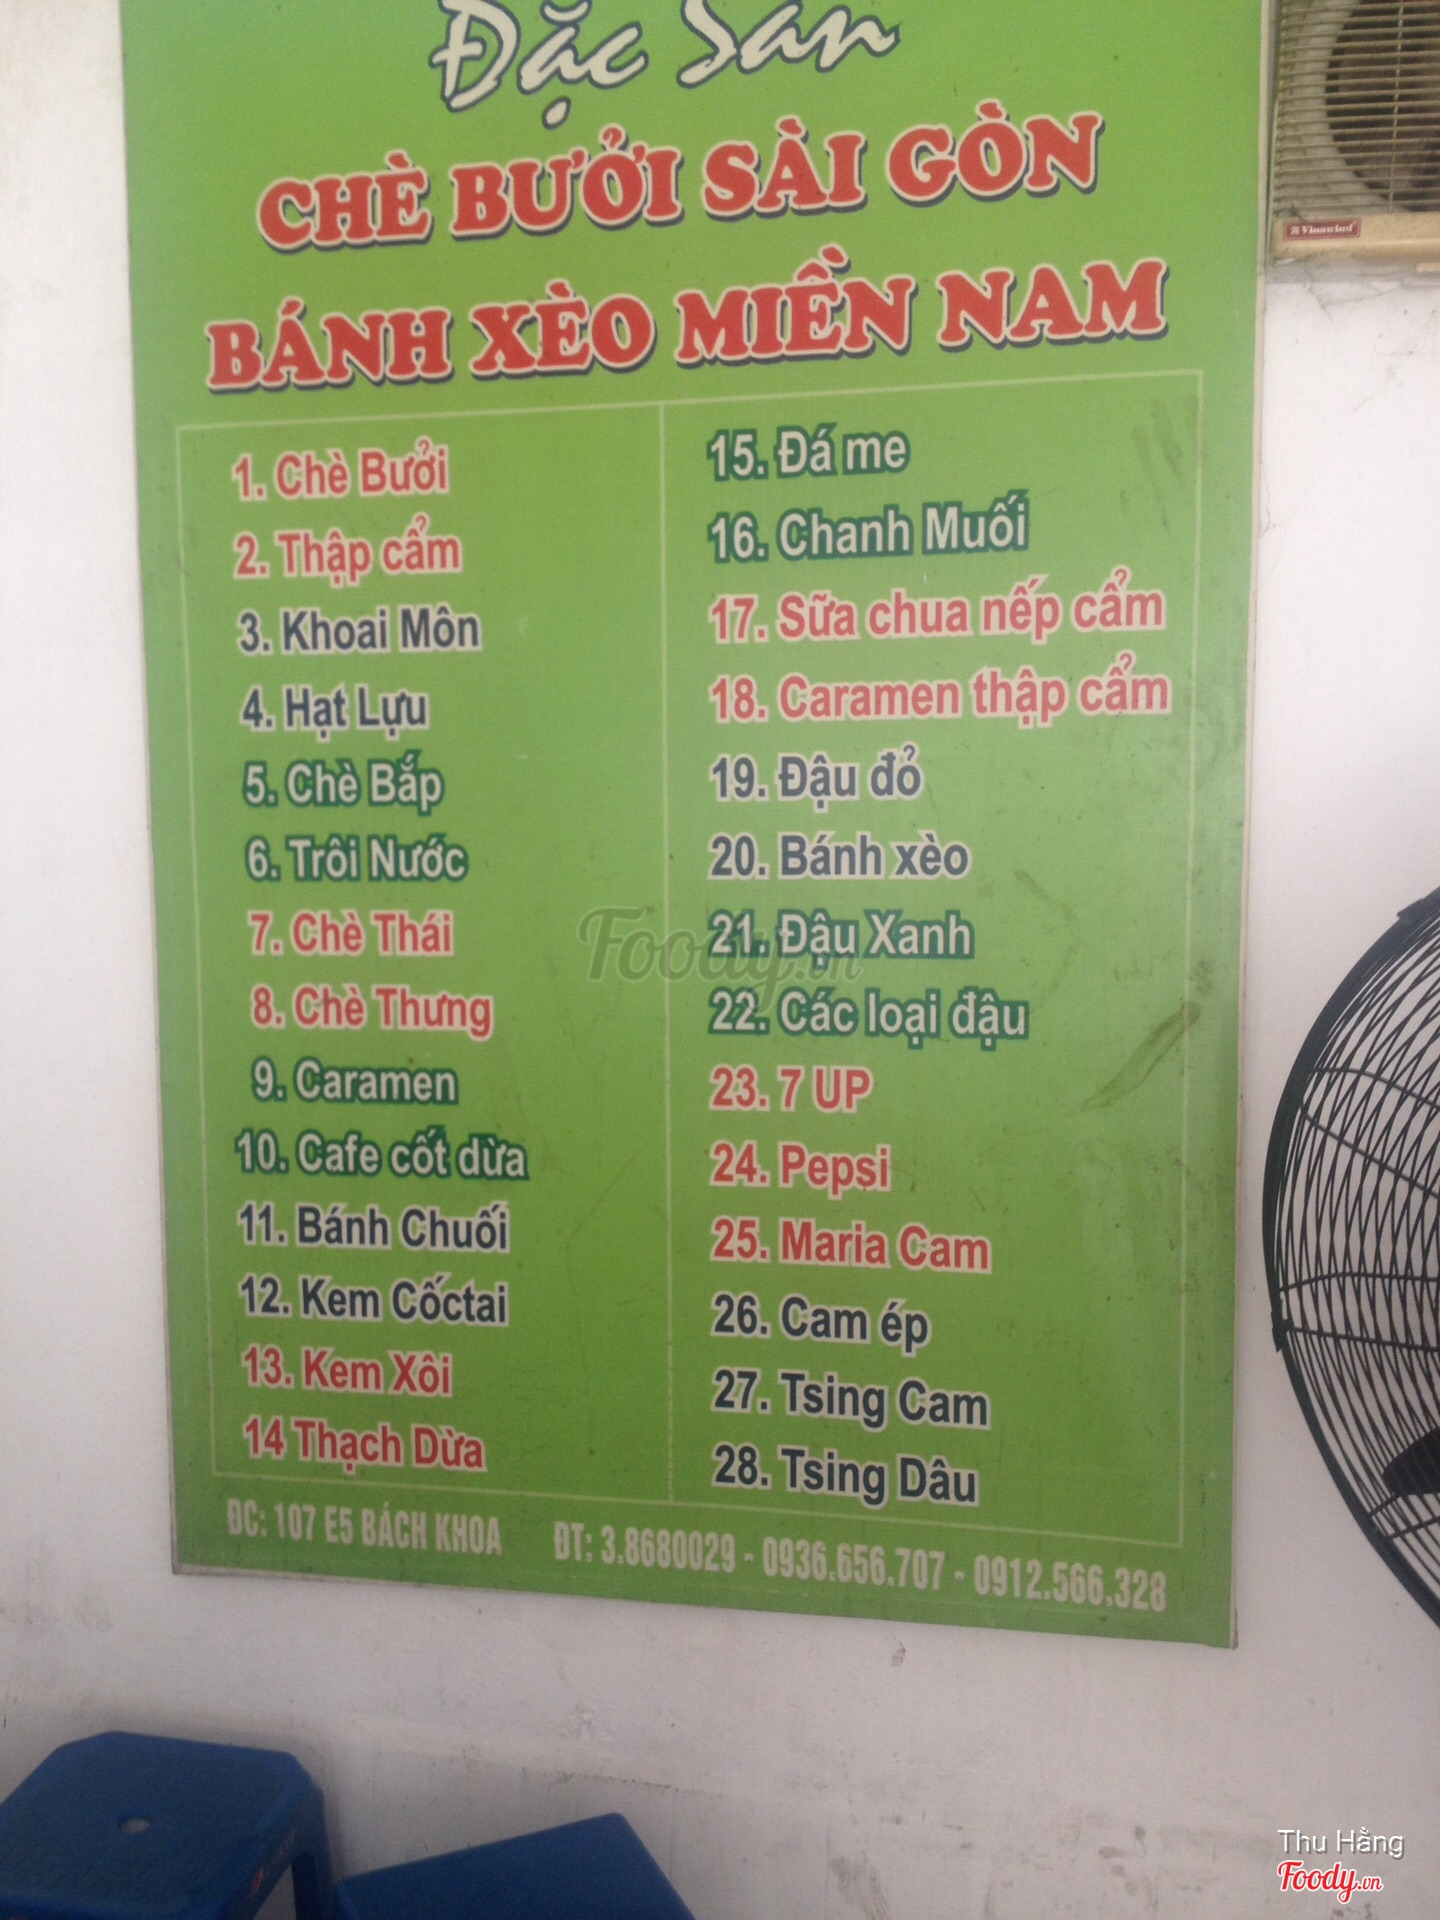 Đặc Sản
CHÈ BƯỞI SÀI GÒN
BÁNH XÈO MIỀN NAM
1. Chè Bưởi
2. Thập cẩm
3. Khoai Môn
4. Hạt Lựu
5. Chè Bắp
6. Trôi Nước
7. Chè Thái
8. Chè Thưng
9. Caramen
10. Cafe cốt dừa
11. Bánh Chuối
12. Kem Cốctai
13. Kem Xôi
14 Thạch Dừa
15. Đá me
16. Chanh Muối
17. Sữa chua nếp cẩm
18. Caramen thập cẩm
19. Đậu đỏ
20. Bánh xèo
21. Đậu Xanh
22. Các loại đậu
23. 7 UP
24. Pepsi
25. Maria Cam
26. Cam ép
27. Tsing Cam
28. Tsing Dâu
ĐC: 107 E5 BÁCH KHOA ĐT: 3.8680029 - 0936.656.707 - 0912.566.328
Vinawind
Foody.vn
Thu Hằng
Foody.vn